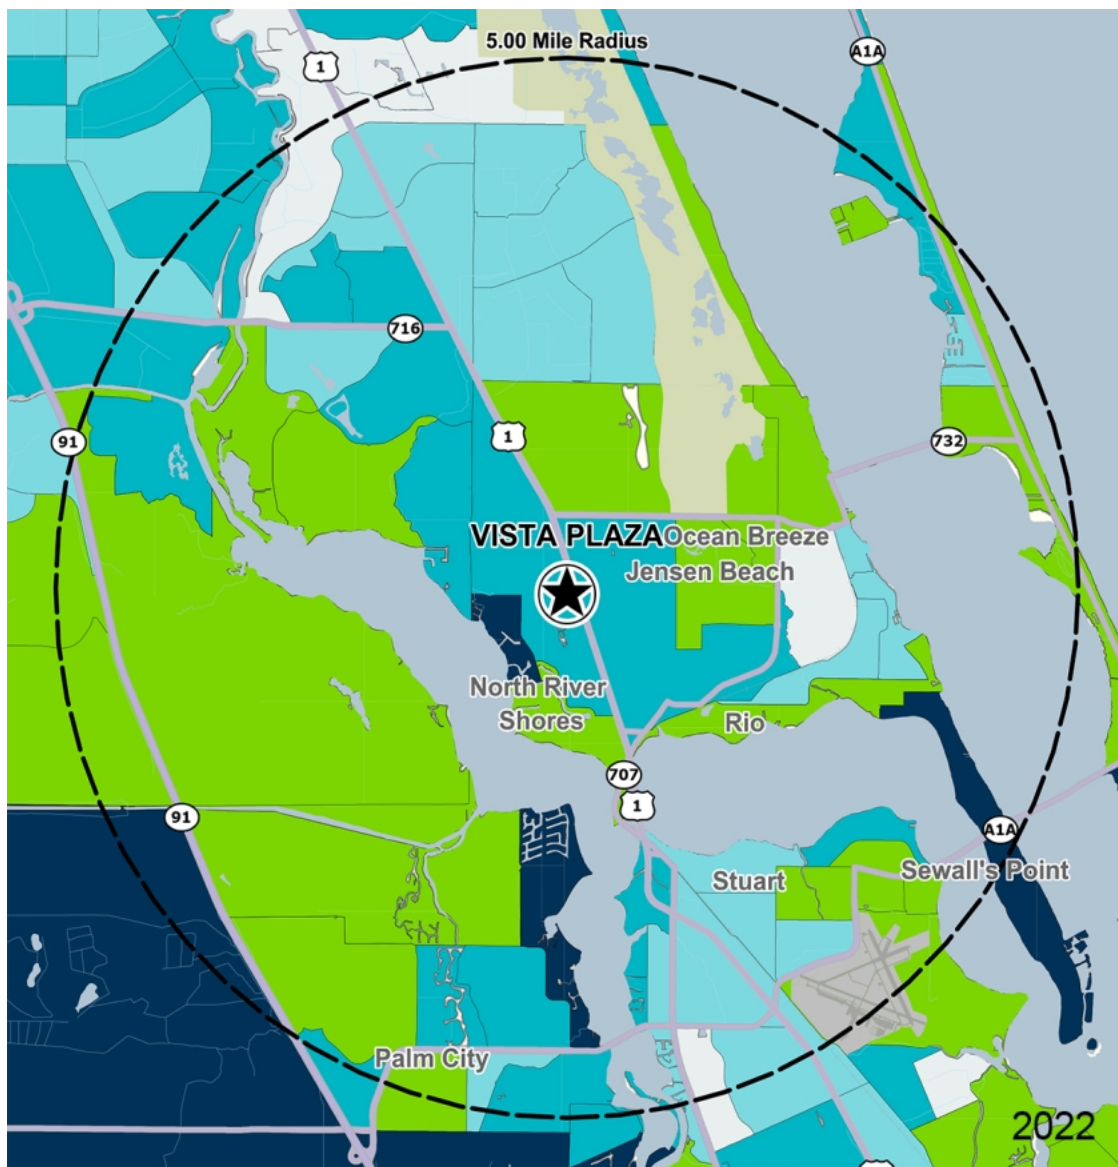 5.00 Mile Radius
A1A
1
716
1
91
732
VISTA PLAZA
Ocean Breeze
Jensen Beach
North River
Shores
Rio
707
1
91
A1A
Stuart
Sewall's Point
Palm City
2022